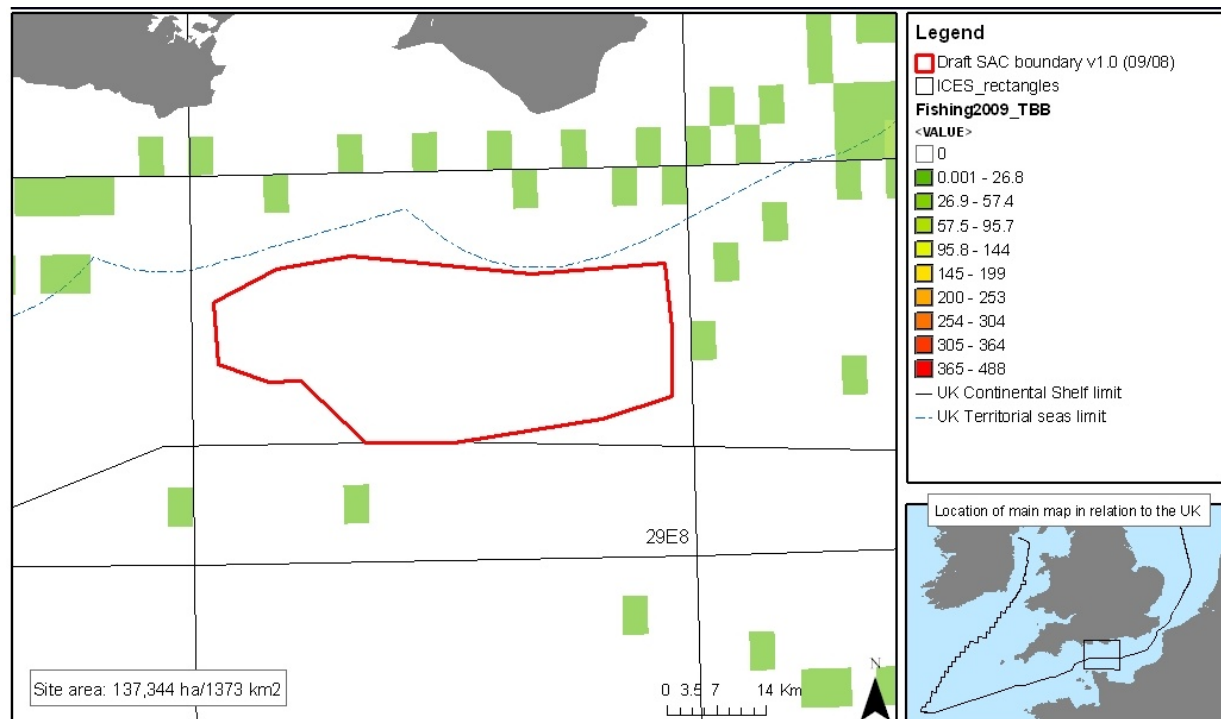 29E8
Site area: 137,344 ha/1373 km2
0 3.5 7 14 Km
N
Legend
Draft SAC boundary v1.0 (09/08)
ICES_rectangles
Fishing2009_TBB
<VALUE>
0
0.001 - 26.8
26.9 - 57.4
57.5 - 95.7
95.8 - 144
145 - 199
200 - 253
254 - 304
305 - 364
365 - 488
UK Continental Shelf limit
UK Territorial seas limit
Location of main map in relation to the UK